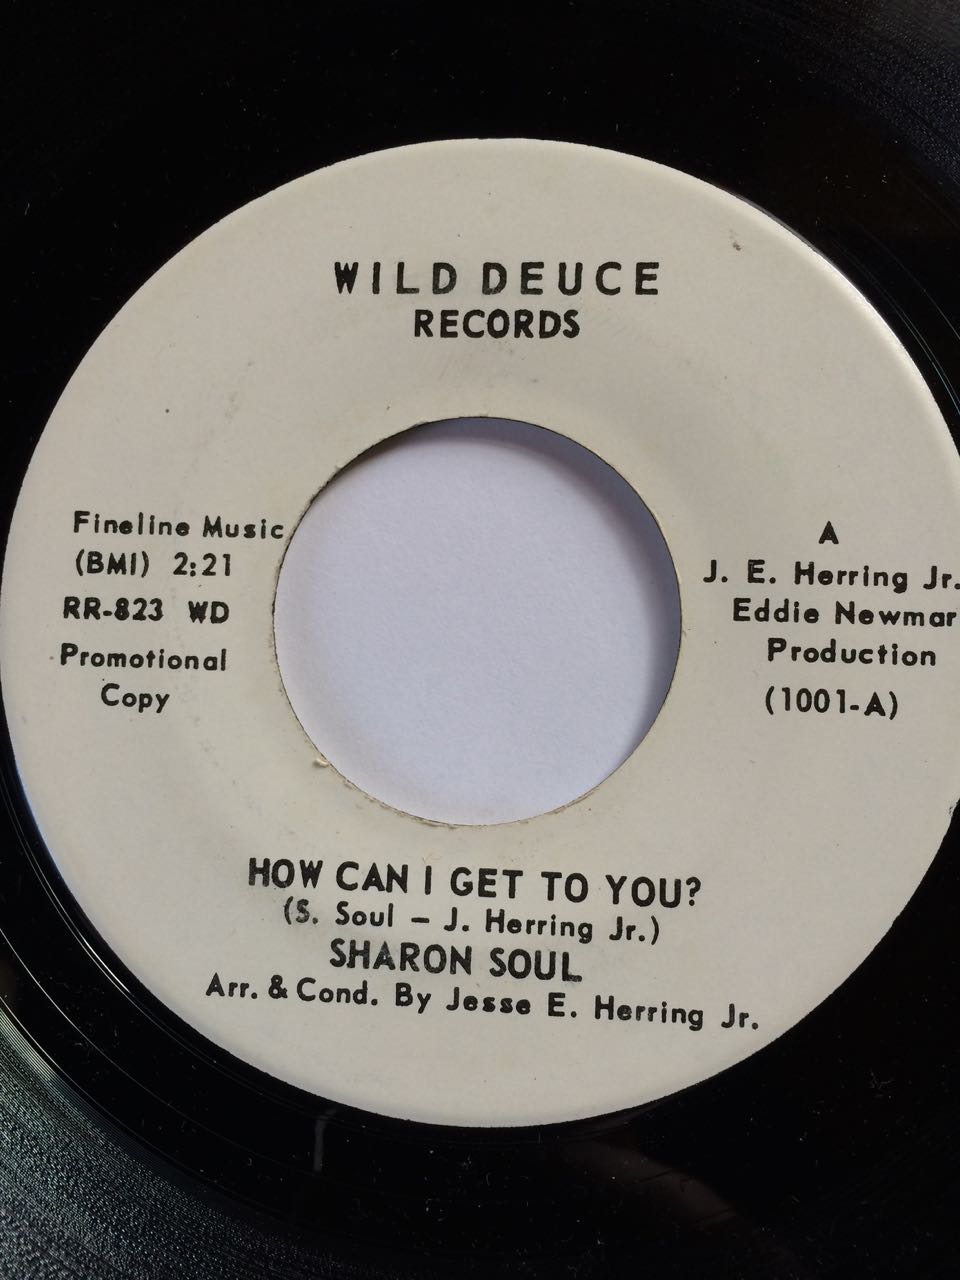 WILD DEUCE
RECORDS
Fineline Music
(BMI) 2:21
RR-823 WD
Promotional
Copy
A
J. E. Herring Jr.
Eddie Newmar
Production
(1001-A)
HOW CAN I GET TO YOU?
(S. Soul — J. Herring Jr.)
SHARON SOUL
Arr. & Cond. By Jesse E. Herring Jr.